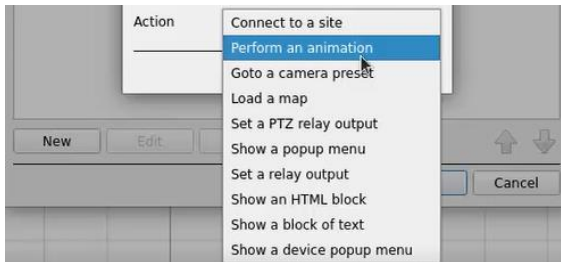 Action
Connect to a site
Perform an animation
Goto a camera preset
Load a map
Set a PTZ relay output
Show a popup menu
Set a relay output
Show an HTML block
Show a block of text
Show a device popup menu
New
Edit
Cancel